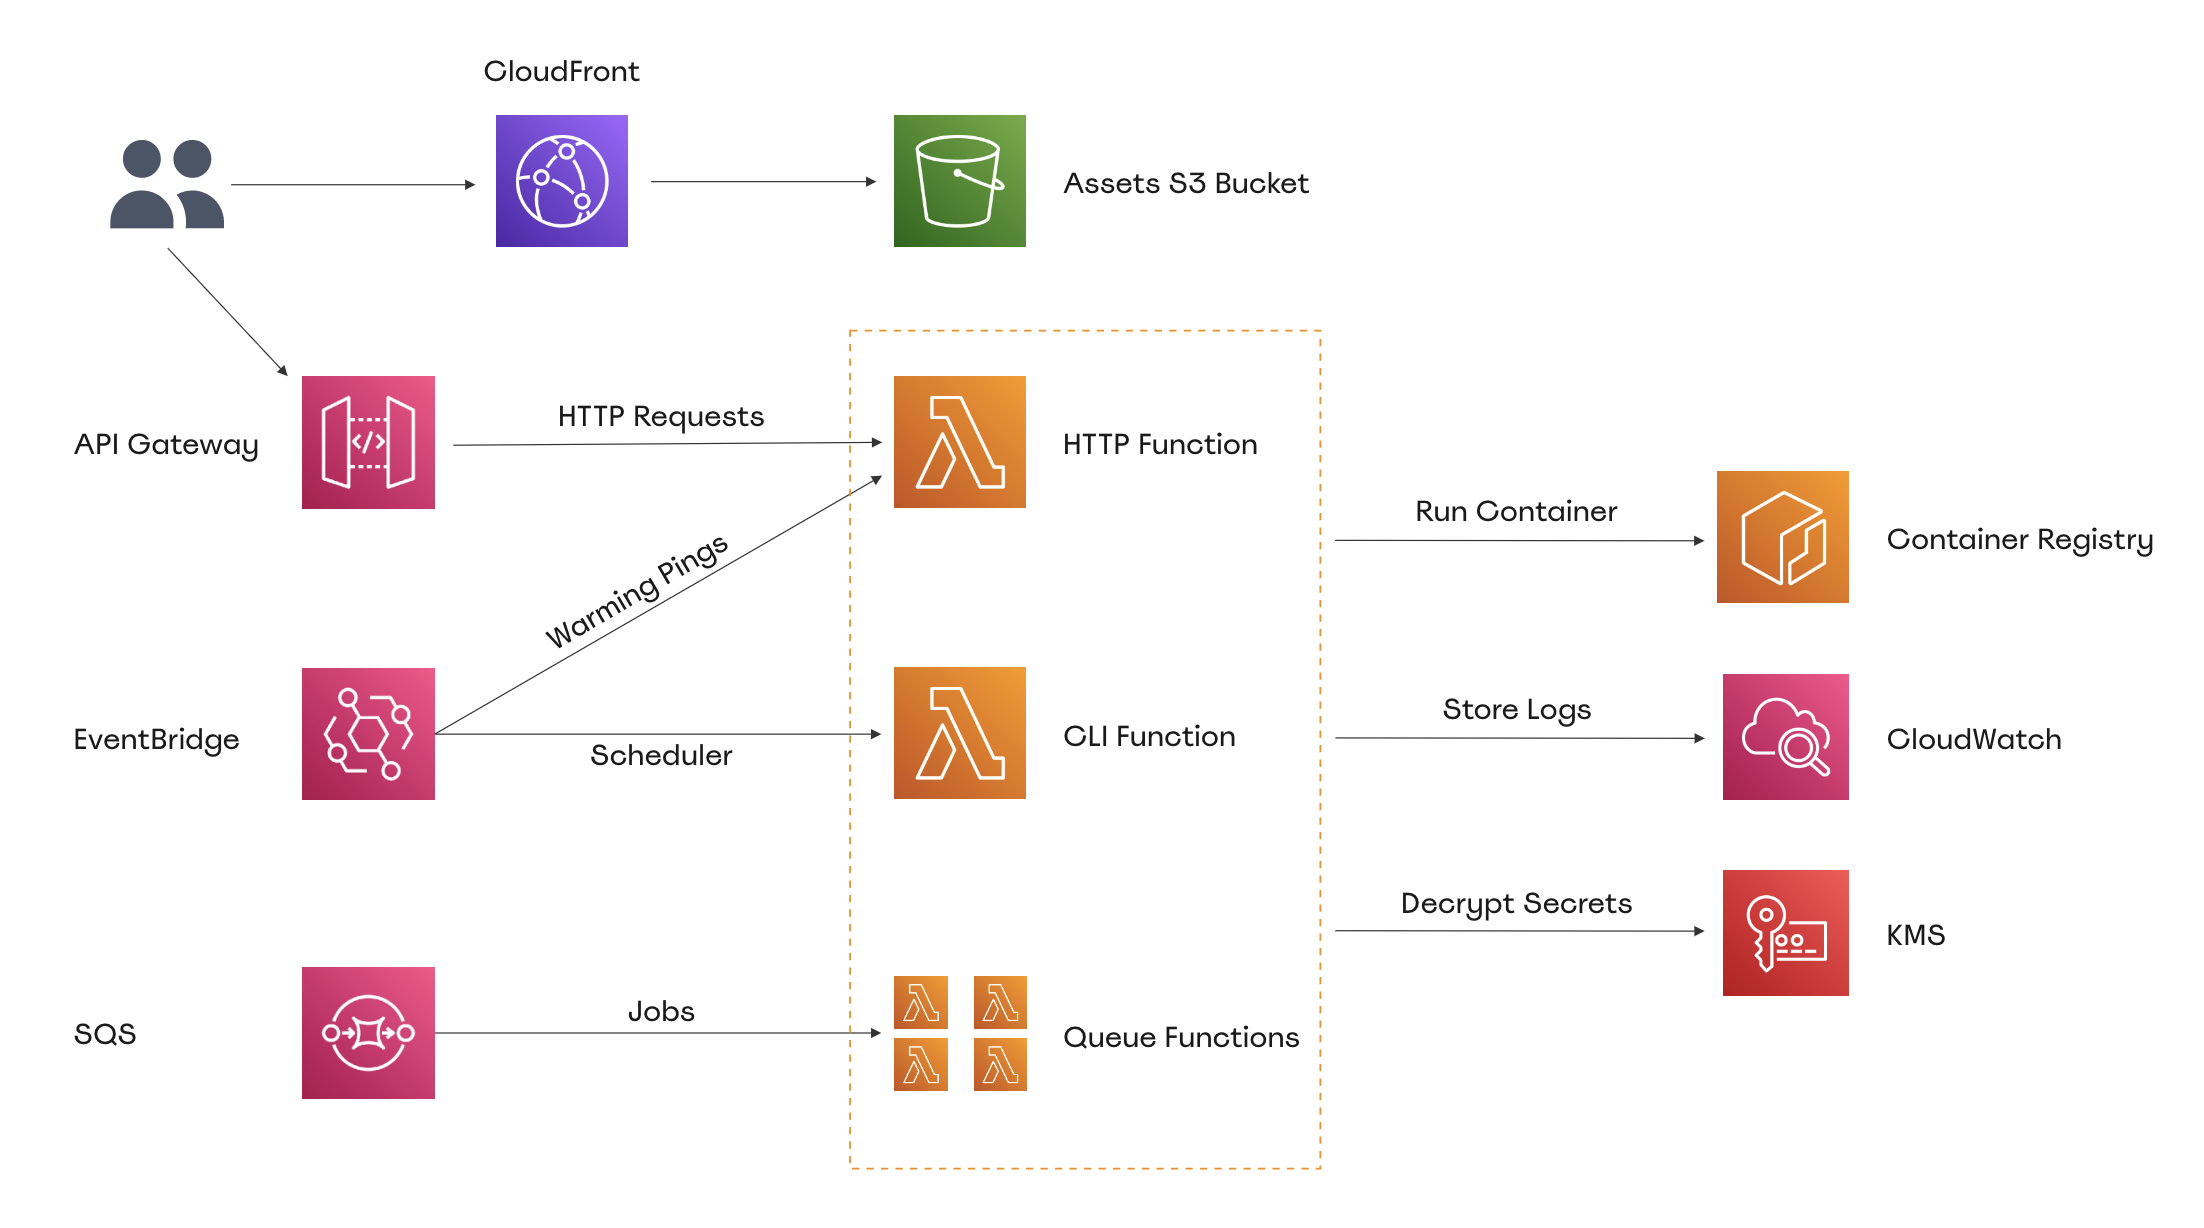 CloudFront
Assets S3 Bucket
API Gateway
HTTP Requests
HTTP Function
Run Container
Container Registry
Warming Pings
EventBridge
Scheduler
CLI Function
Store Logs
CloudWatch
Decrypt Secrets
KMS
SQS
Jobs
Queue Functions